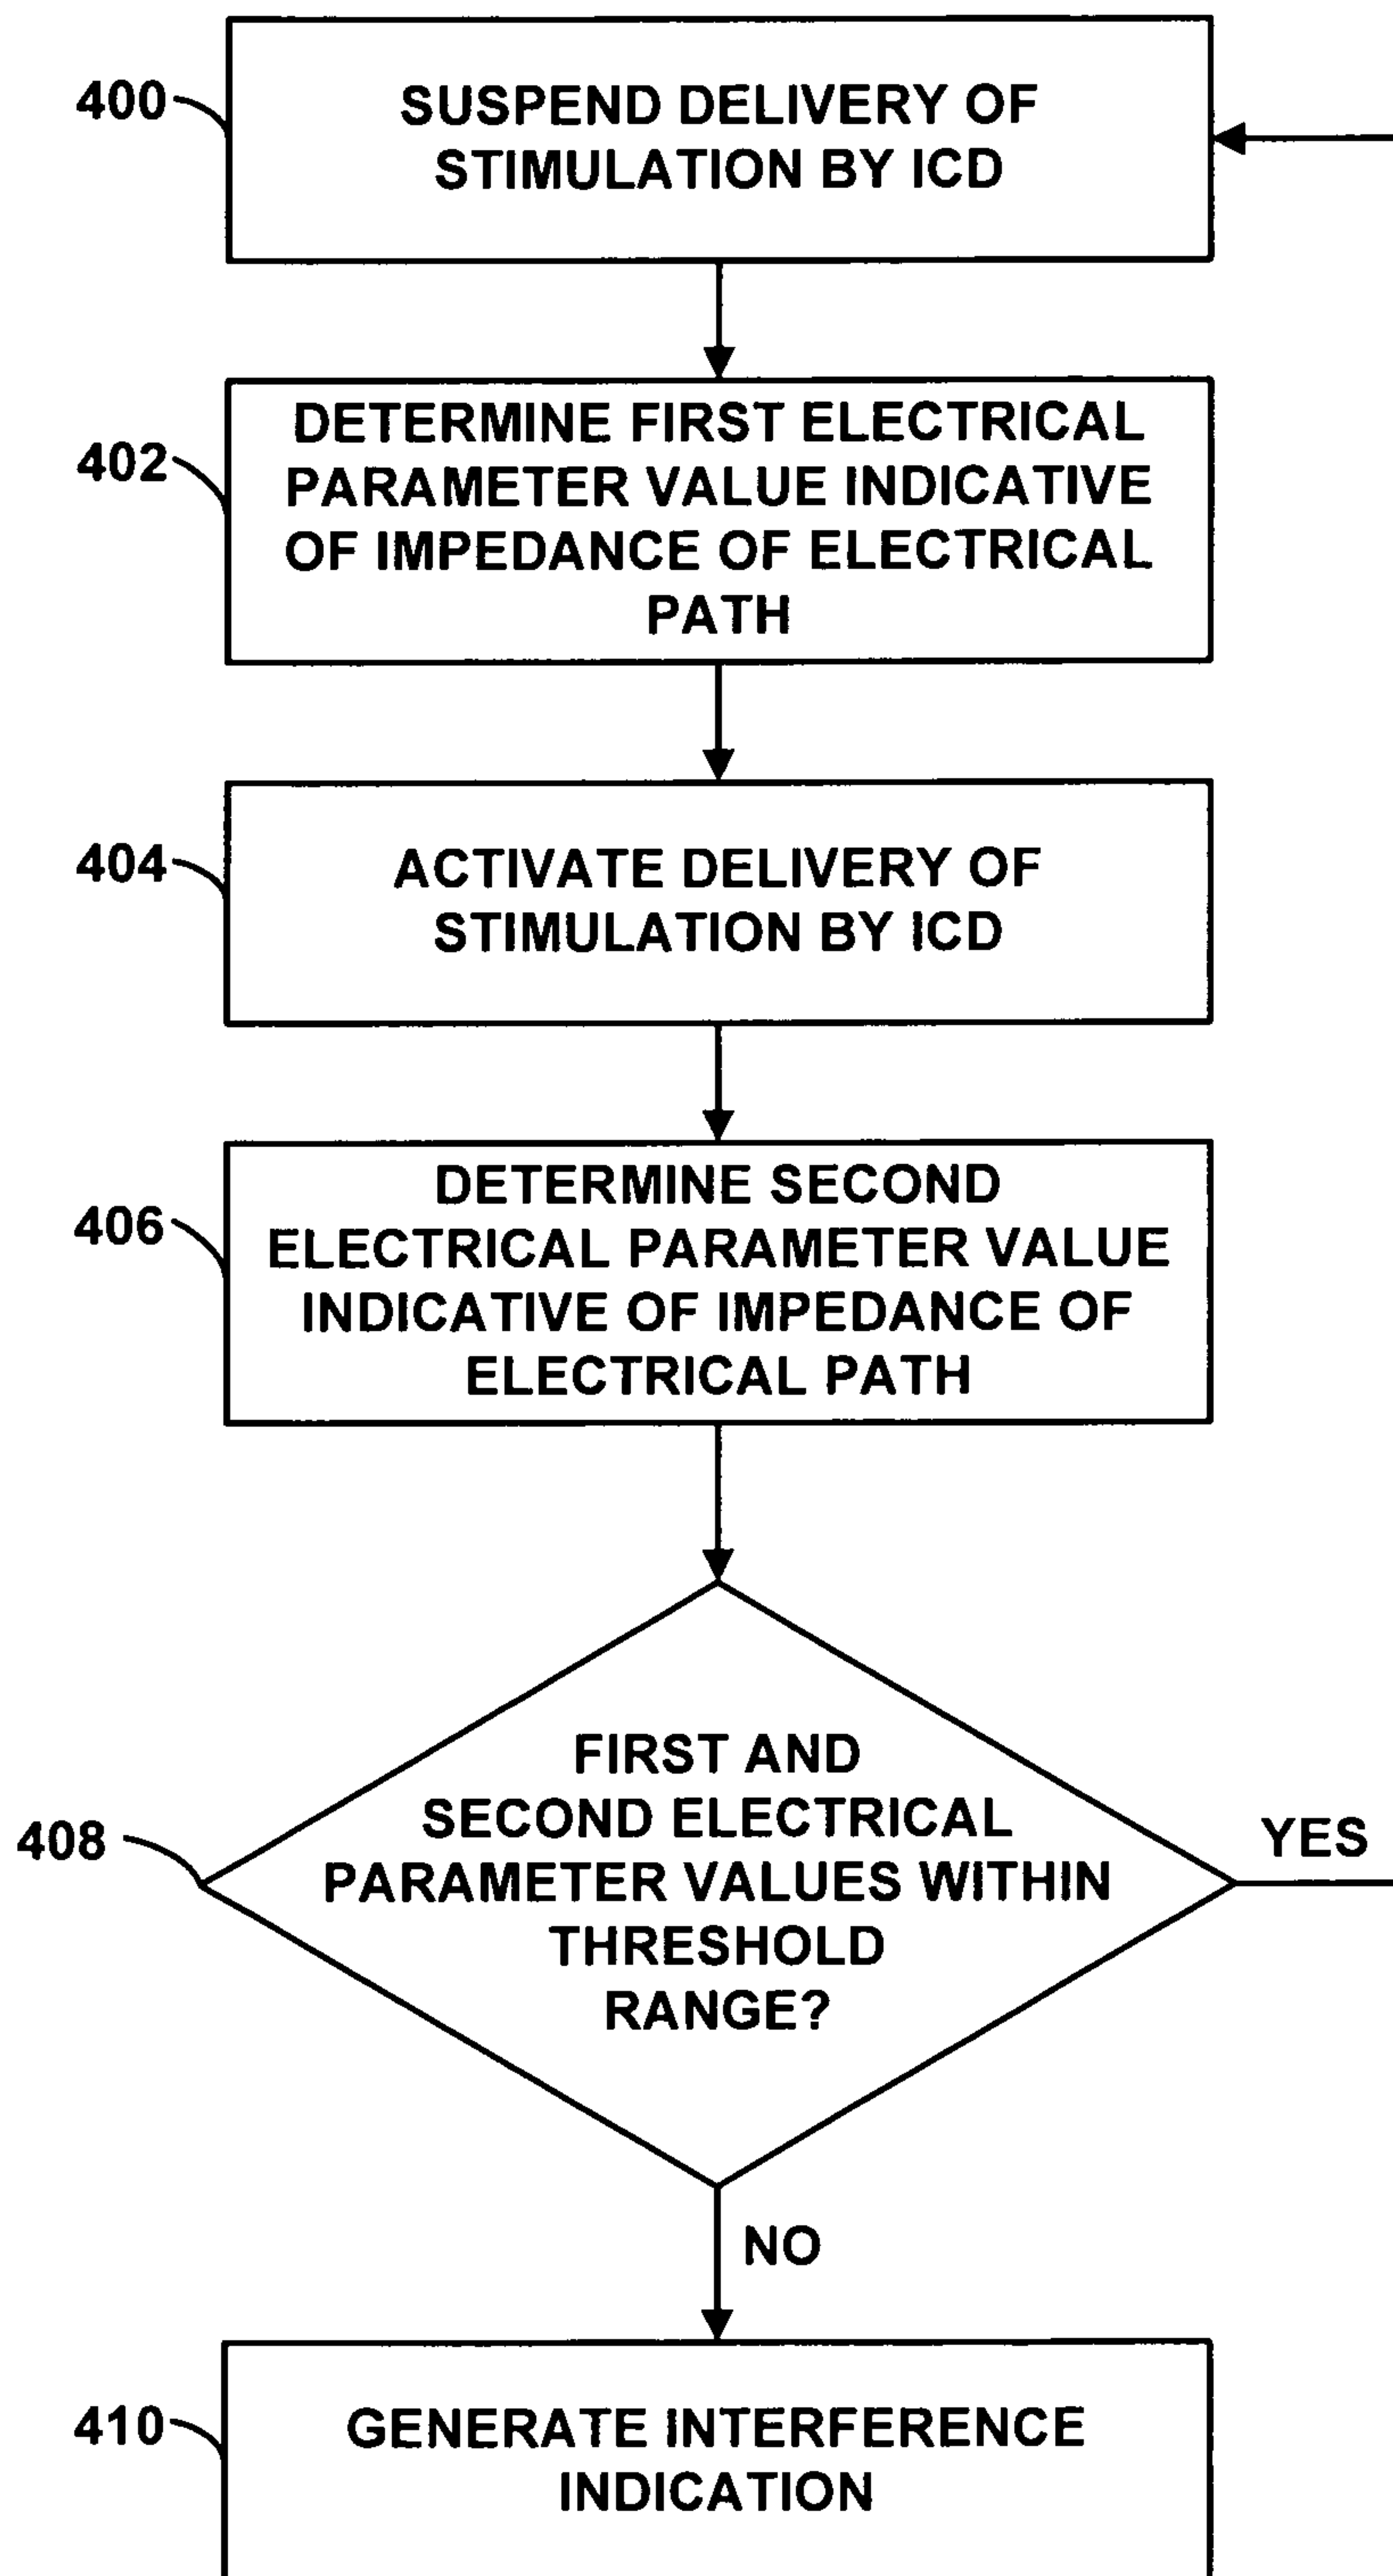 400
SUSPEND DELIVERY OF
STIMULATION BY ICD
402
DETERMINE FIRST ELECTRICAL
PARAMETER VALUE INDICATIVE
OF IMPEDANCE OF ELECTRICAL
PATH
404
ACTIVATE DELIVERY OF
STIMULATION BY ICD
406
DETERMINE SECOND
ELECTRICAL PARAMETER VALUE
INDICATIVE OF IMPEDANCE OF
ELECTRICAL PATH
408
FIRST AND
SECOND ELECTRICAL
PARAMETER VALUES WITHIN
THRESHOLD
RANGE?
YES
NO
410
GENERATE INTERFERENCE
INDICATION